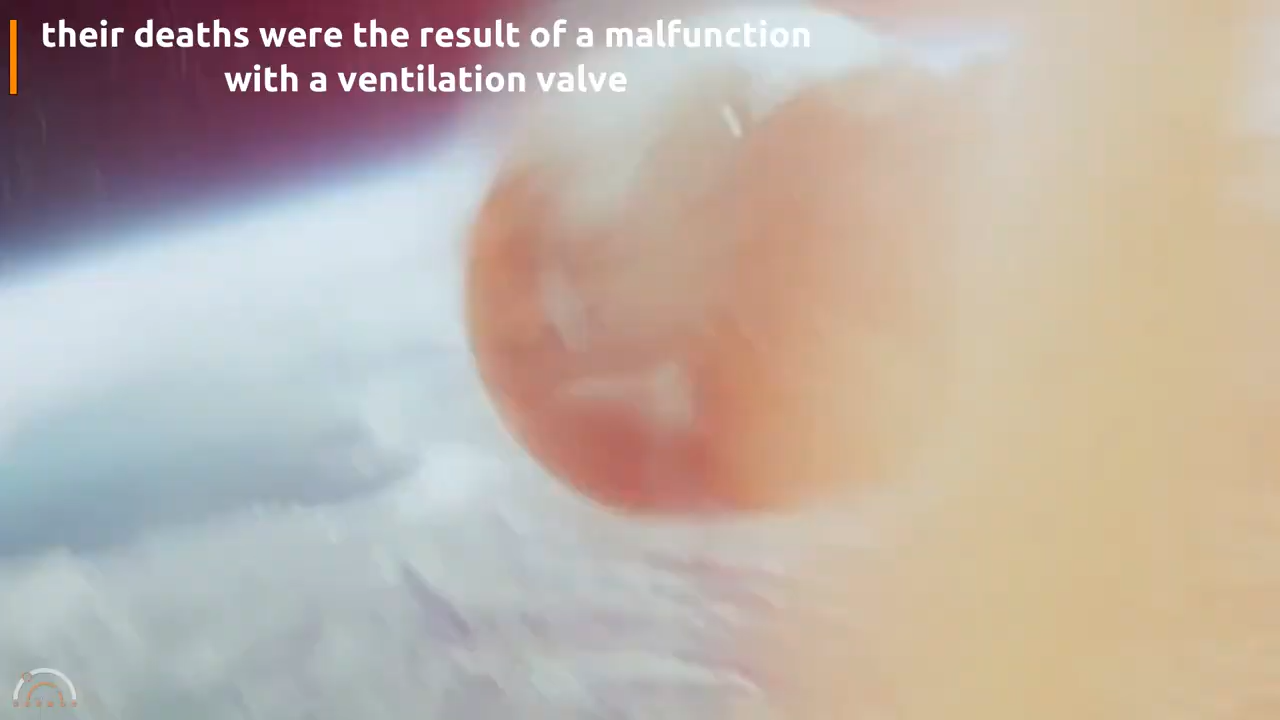 their deaths were the result of a malfunction
with a ventilation valve